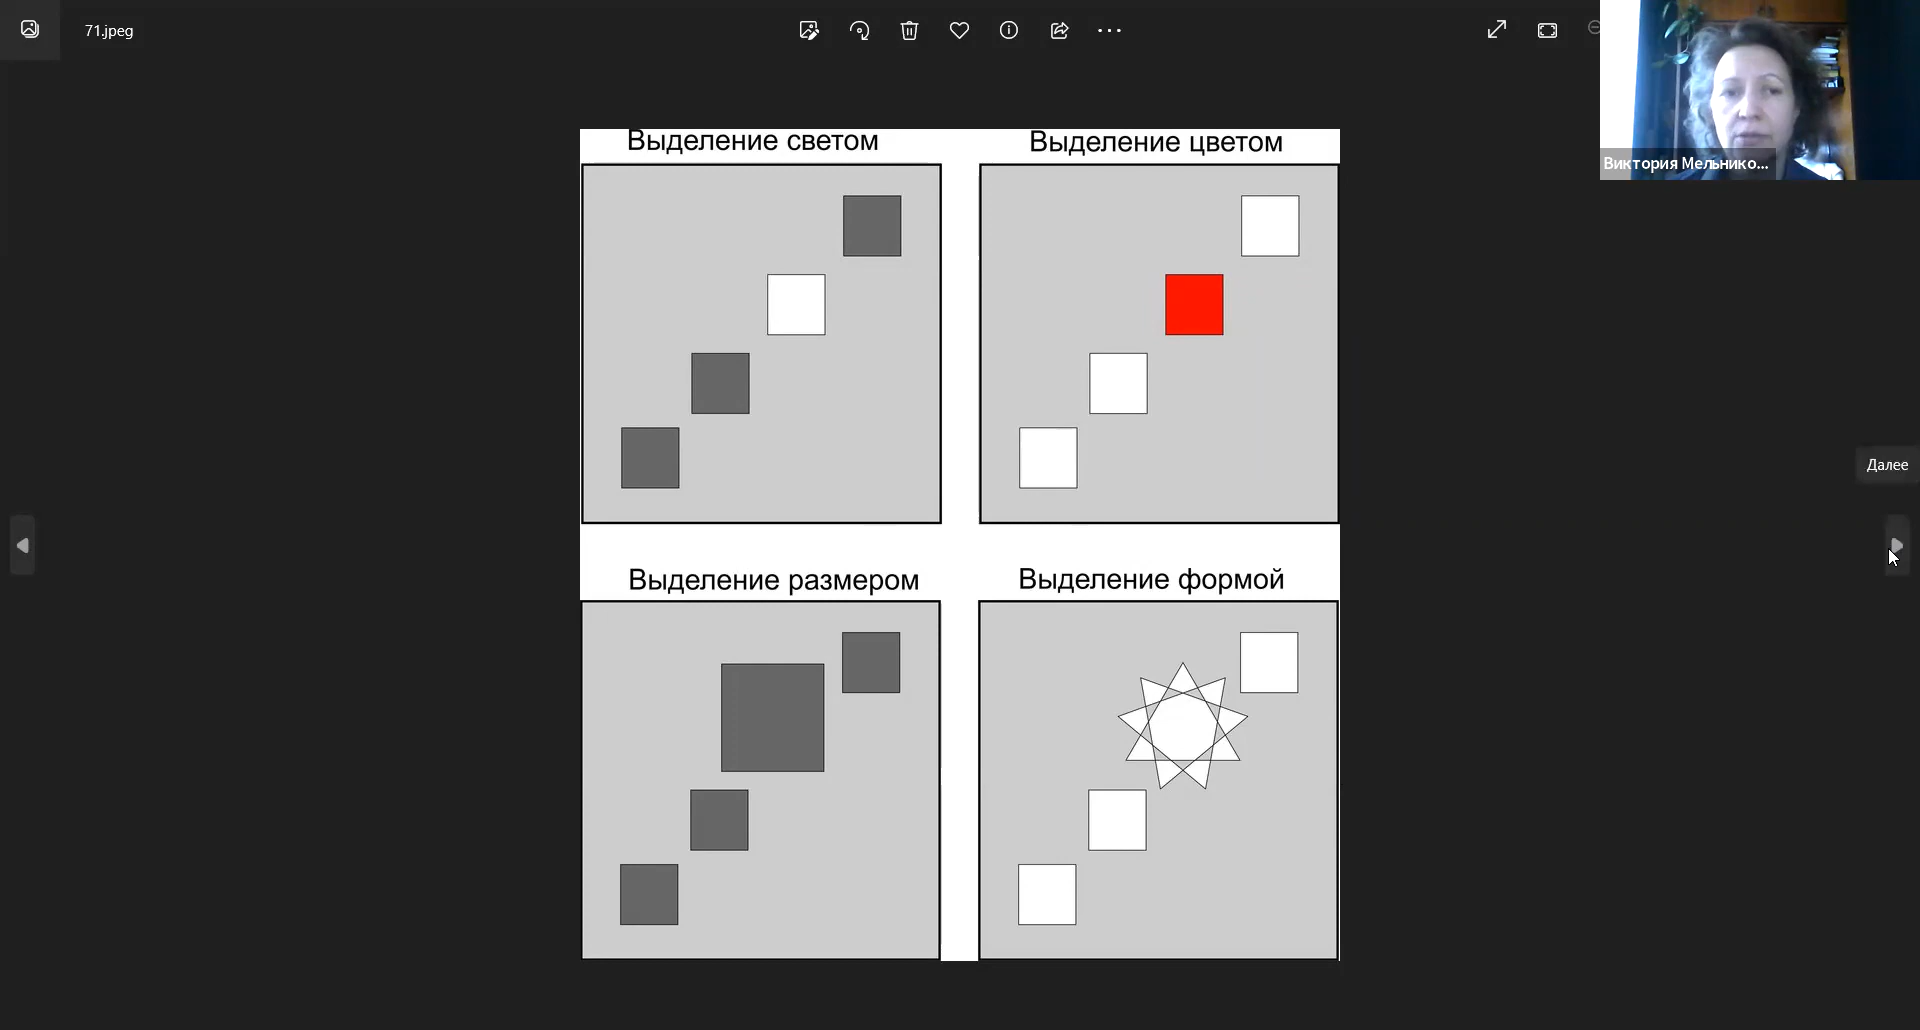 71.jpeg
Виктория Мельнико...
Выделение светом
Выделение цветом
Далее
Выделение размером
Выделение формой